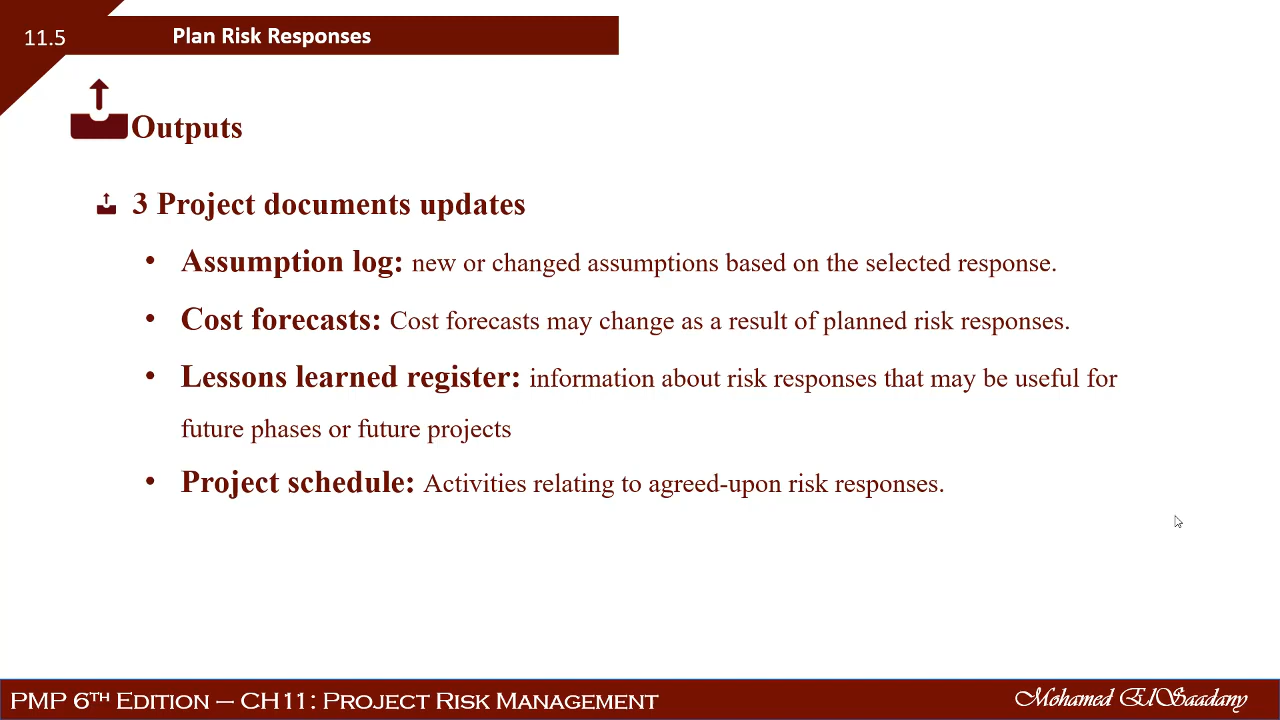 11.5
Plan Risk Responses
Outputs
3 Project documents updates
• Assumption log: new or changed assumptions based on the selected response.
• Cost forecasts: Cost forecasts may change as a result of planned risk responses.
• Lessons learned register: information about risk responses that may be useful for
future phases or future projects
• Project schedule: Activities relating to agreed-upon risk responses.
PMP 6TH Edition – CH11: Project Risk Management
Mohamed ElSaadany